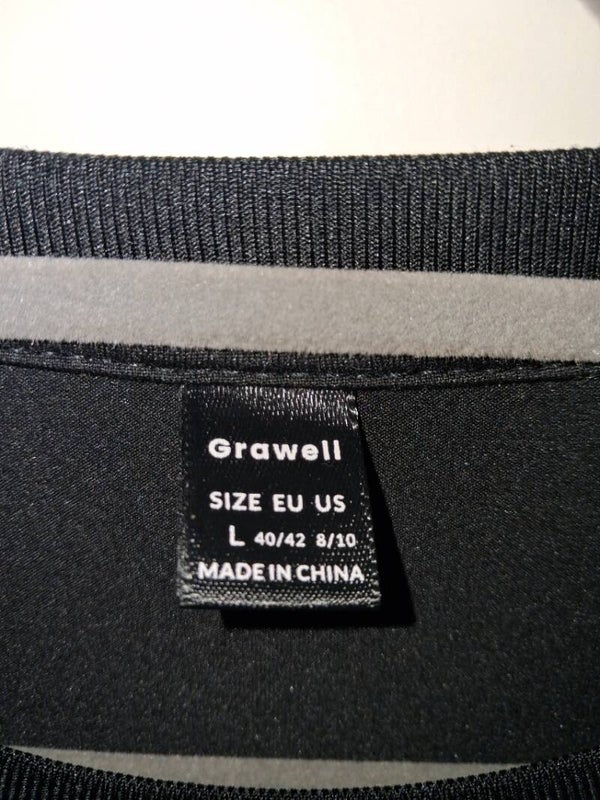 Grawell
SIZE EU US
L 40/42 8/10
MADE IN CHINA